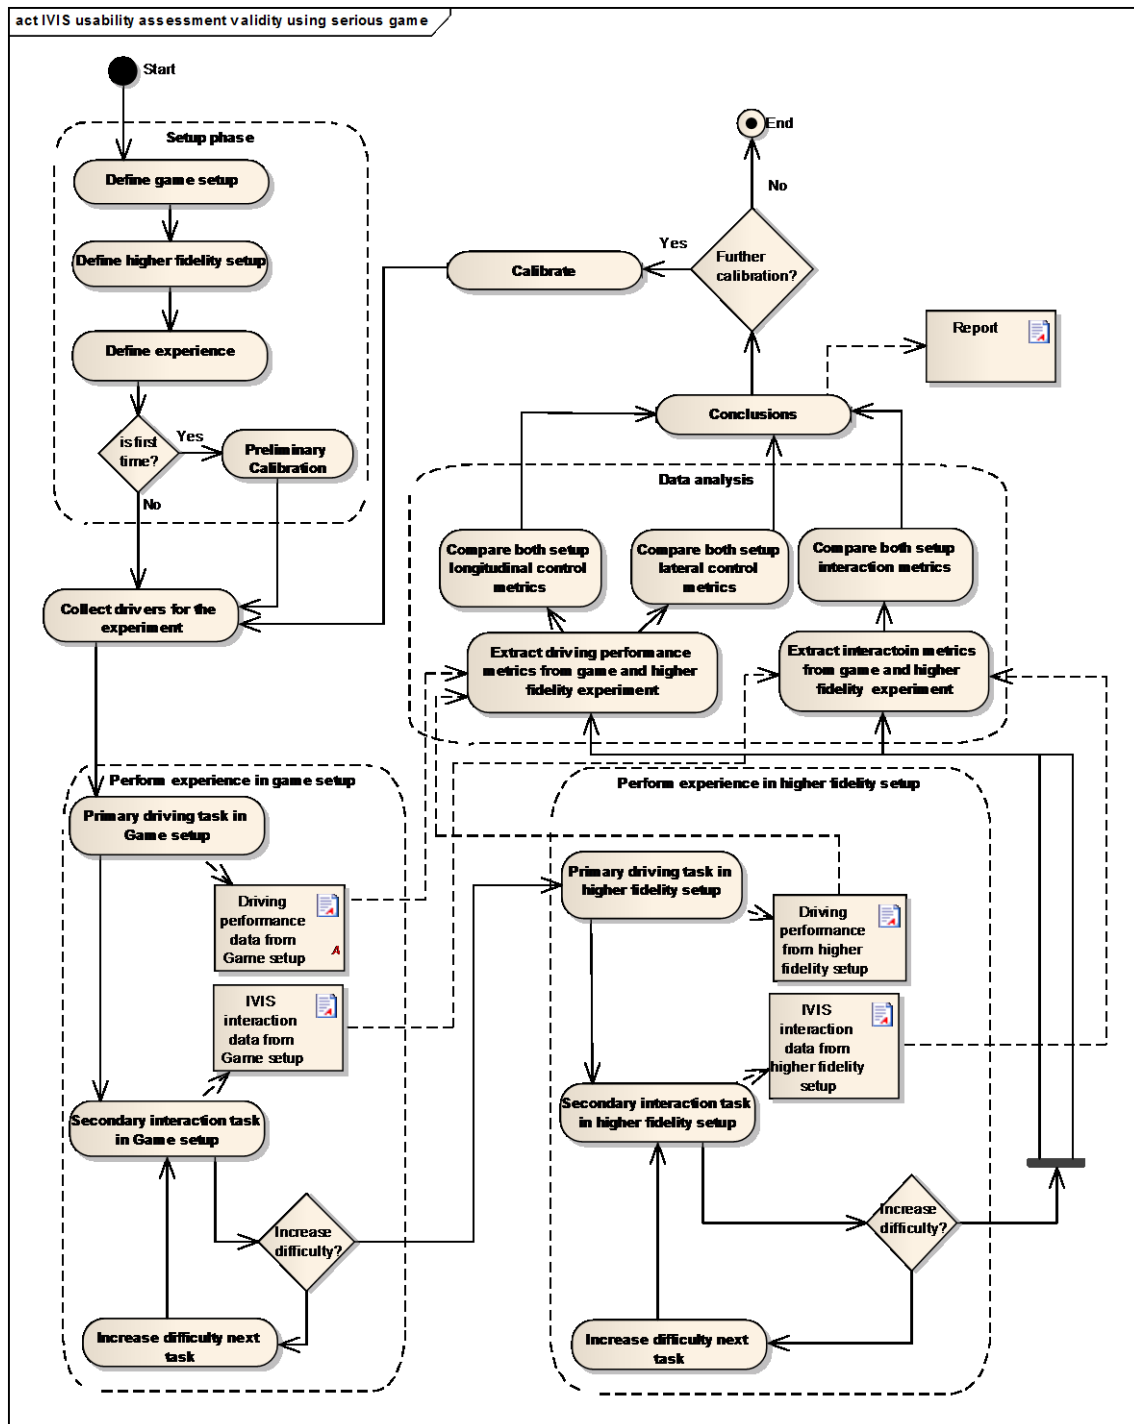 act IVIS usability assessment validity using serious game
Start
Setup phase
Define game setup
Define higher fidelity setup
Define experience
is first
time?
Yes
Preliminary
Calibration
No
Collect drivers for the
experiment
End
No
Further
calibration?
Yes
Calibrate
Report
Conclusions
Data analysis
Compare both setup
longitudinal control
metrics
Compare both setup
lateral control
metrics
Compare both setup
interaction metrics
Extract driving performance
metrics from game and higher
fidelity experiment
Extract interactoin metrics
from game and higher
fidelity experiment
Perform experience in game setup
Primary driving task in
Game setup
Driving
performance
data from
Game setup
A
IVIS
interaction
data from
Game setup
Secondary interaction task
in Game setup
Increase
difficulty?
Increase difficulty next
task
Perform experience in higher fidelity setup
Primary driving task in
higher fidelity setup
Driving
performance
from higher
fidelity setup
IVIS
interaction
data from
higher fidelity
setup
Secondary interaction task
in higher fidelity setup
Increase
difficulty?
Increase difficulty next
task